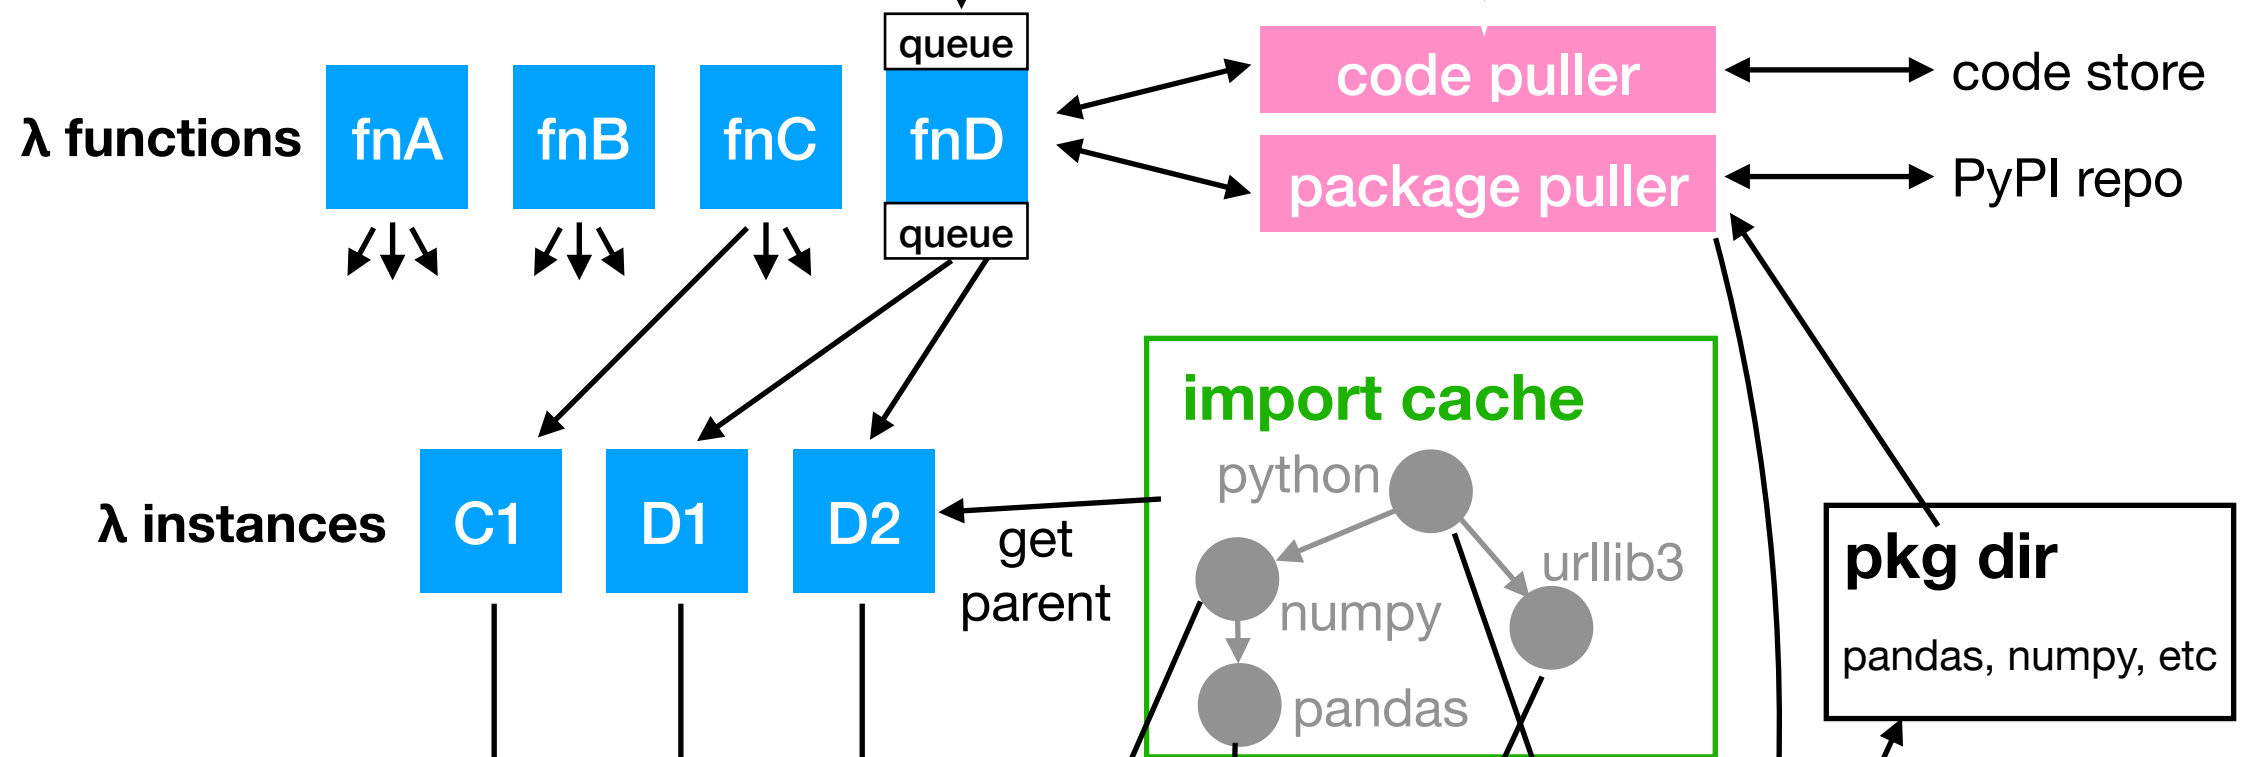 queue
code puller
code store
λ functions
fnA
fnB
fnC
fnD
package puller
PyPI repo
queue
import cache
python
λ instances
C1
D1
D2
get
parent
urllib3
numpy
pandas
pkg dir
pandas, numpy, etc